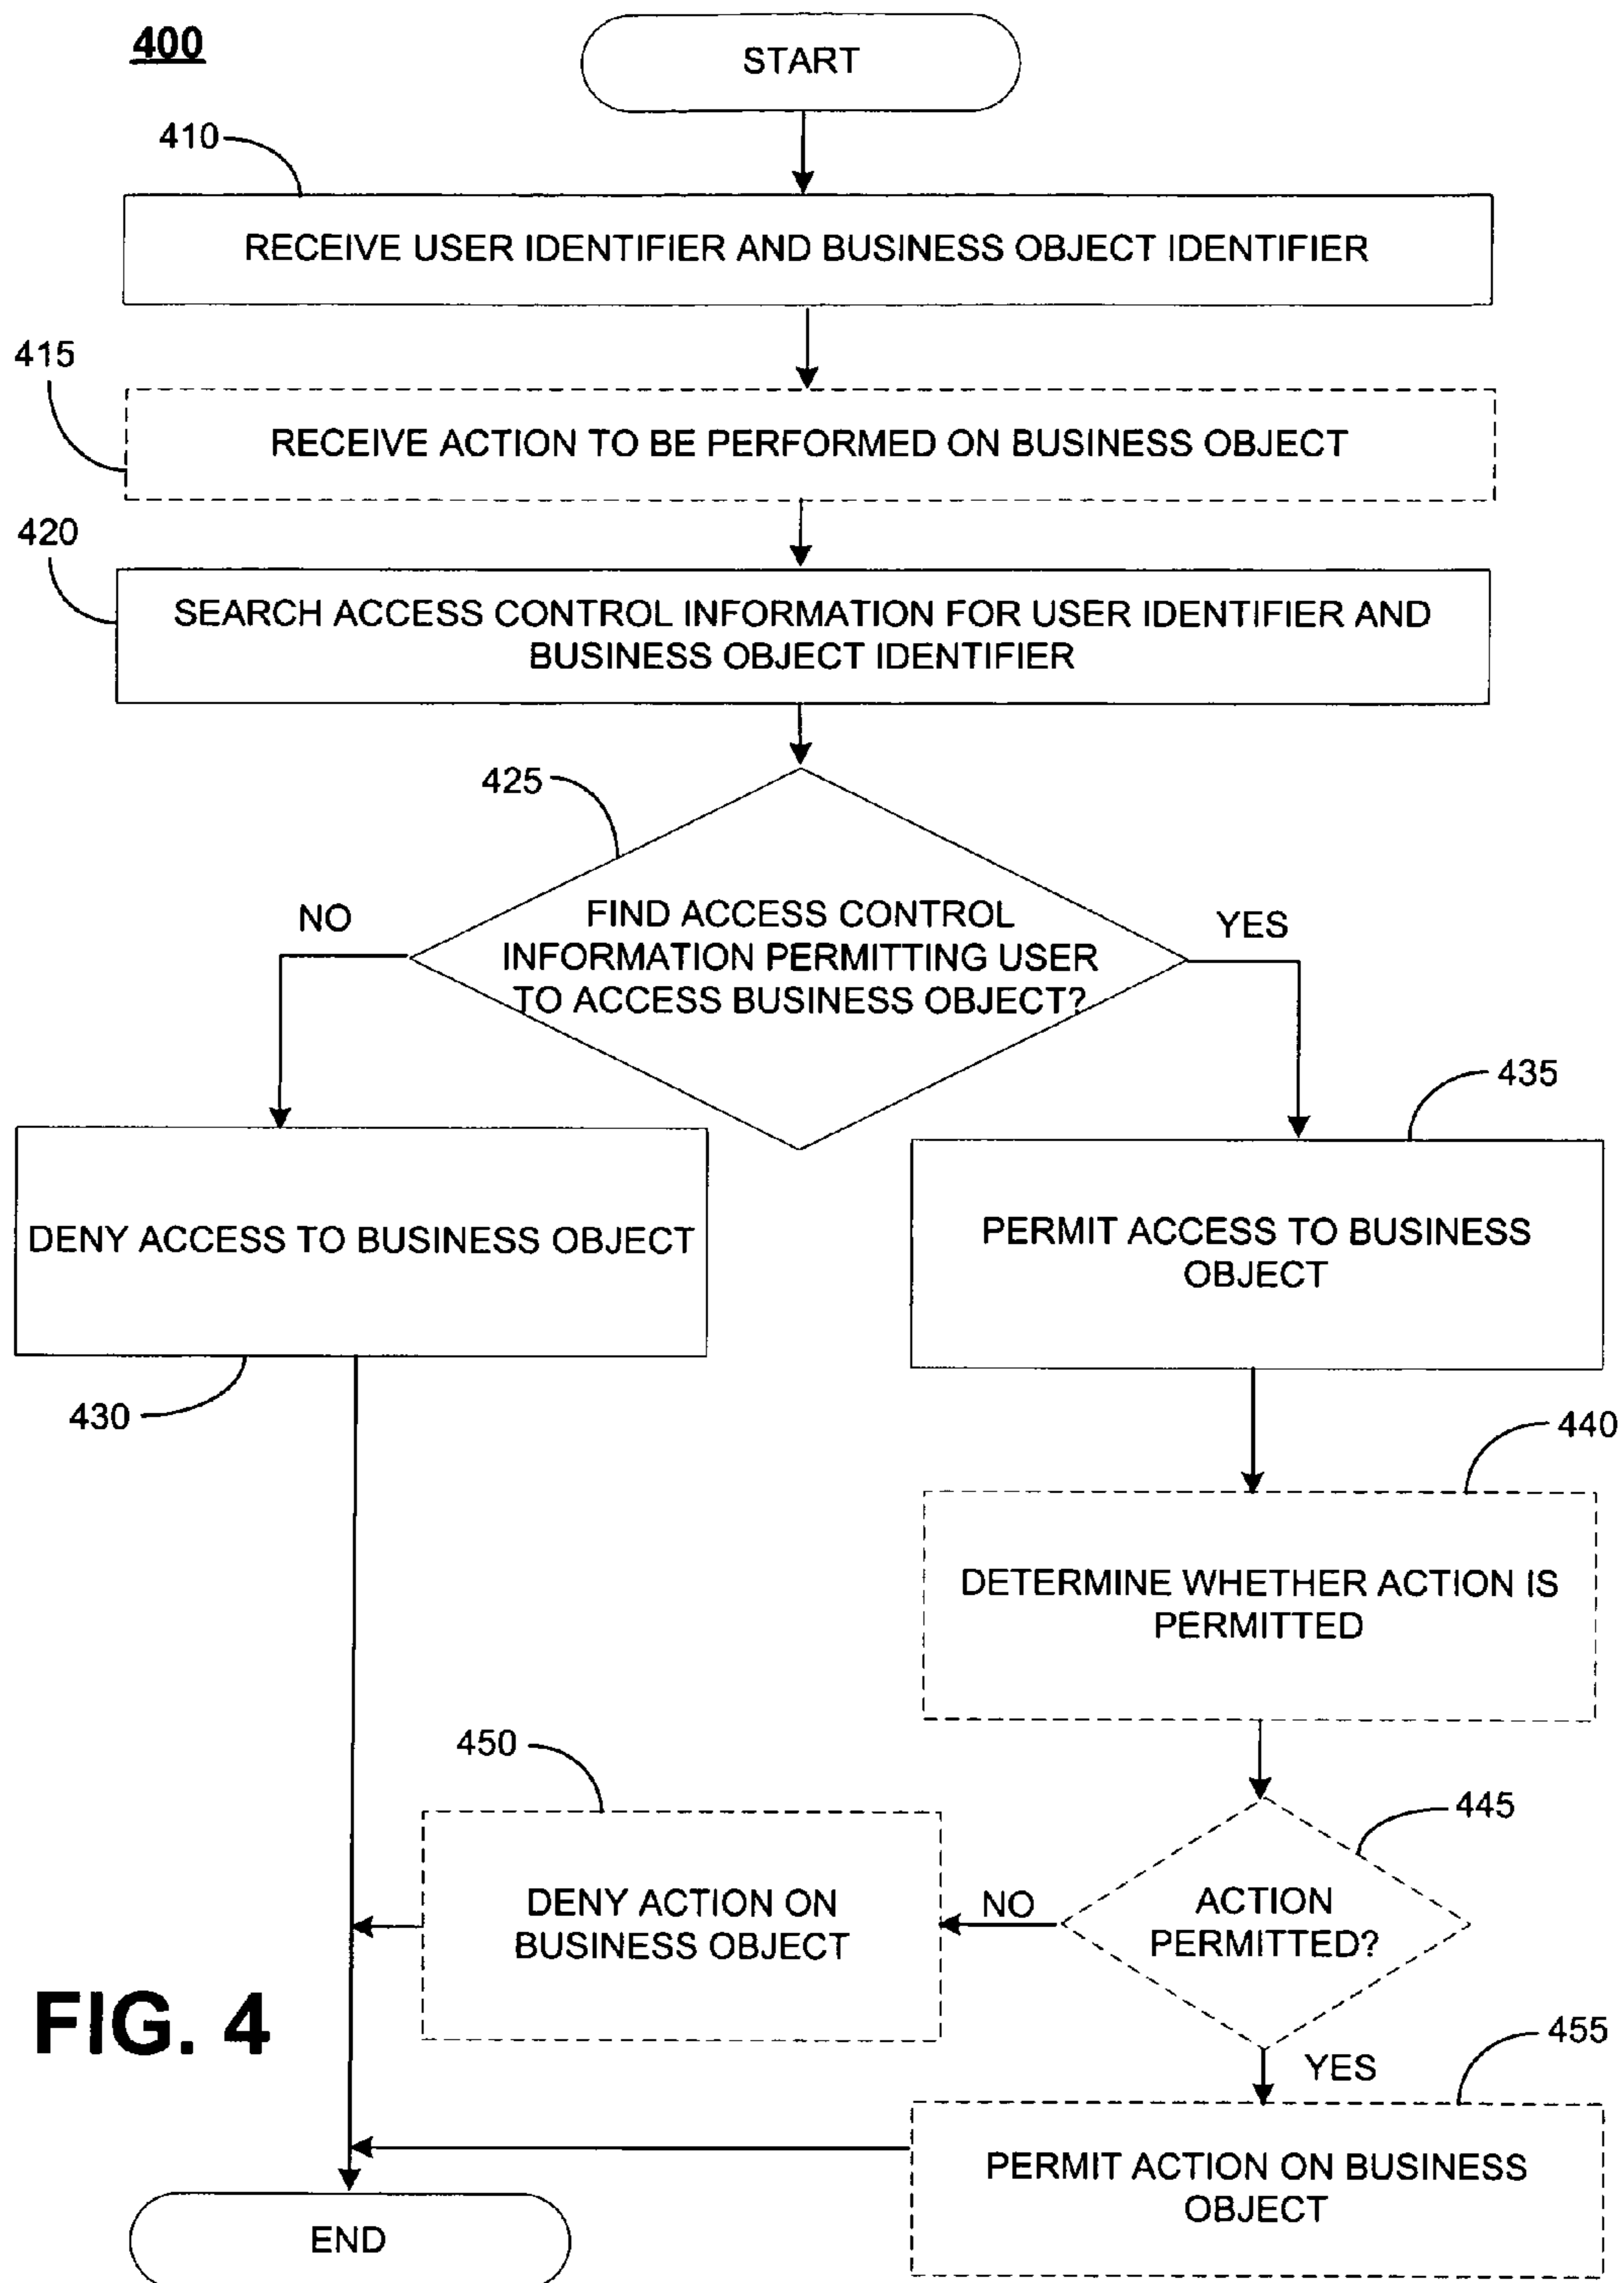 400
START
410
RECEIVE USER IDENTIFIER AND BUSINESS OBJECT IDENTIFIER
415
RECEIVE ACTION TO BE PERFORMED ON BUSINESS OBJECT
420
SEARCH ACCESS CONTROL INFORMATION FOR USER IDENTIFIER AND
BUSINESS OBJECT IDENTIFIER
425
FIND ACCESS CONTROL
INFORMATION PERMITTING USER
TO ACCESS BUSINESS OBJECT?
NO
YES
435
DENY ACCESS TO BUSINESS OBJECT
PERMIT ACCESS TO BUSINESS
OBJECT
430
440
DETERMINE WHETHER ACTION IS
PERMITTED
450
445
DENY ACTION ON
BUSINESS OBJECT
NO
ACTION
PERMITTED?
FIG. 4
YES
455
PERMIT ACTION ON BUSINESS
OBJECT
END